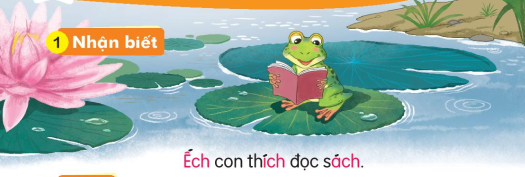 1 Nhận biết
Ếch con thích đọc sách.